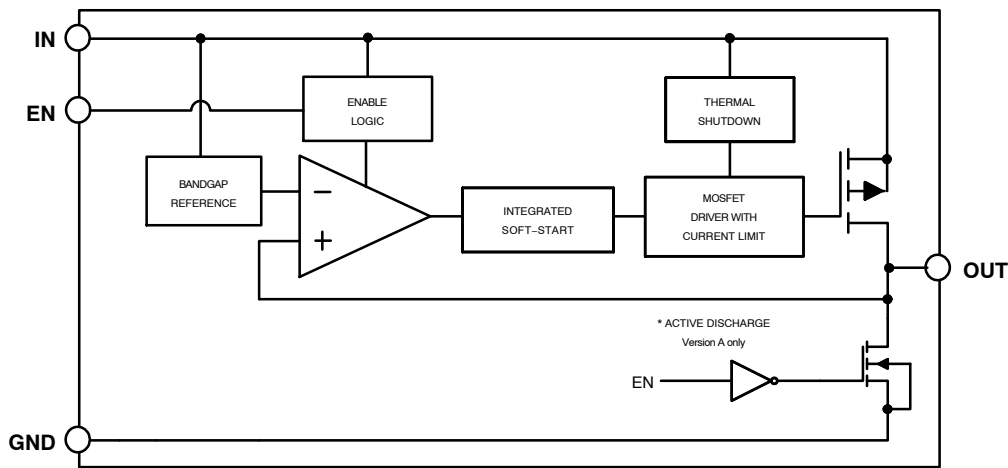 IN
EN
ENABLE
LOGIC
THERMAL
SHUTDOWN
BANDGAP
REFERENCE
−
+
INTEGRATED
SOFT−START
MOSFET
DRIVER WITH
CURRENT LIMIT
OUT
* ACTIVE DISCHARGE
Version A only
EN
GND